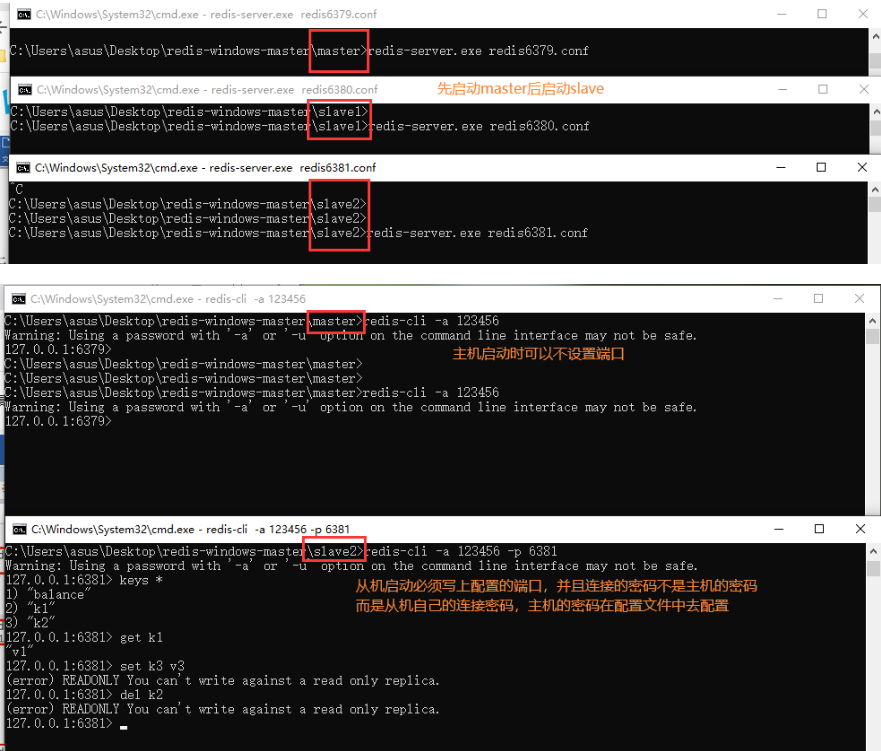 C:\Windows\System32\cmd.exe - redis-server.exe redis6379.conf
C:\Users\asus\Desktop\redis-windows-master\master>redis-server.exe redis6379.conf
C:\Windows\System32\cmd.exe - redis-server.exe redis6380.conf
先启动master后启动slave
C:\Users\asus\Desktop\redis-windows-master\slave1>
C:\Users\asus\Desktop\redis-windows-master\slave1>redis-server.exe redis6380.conf
C:\Windows\System32\cmd.exe - redis-server.exe redis6381.conf
^C
C:\Users\asus\Desktop\redis-windows-master\slave2>
C:\Users\asus\Desktop\redis-windows-master\slave2>
C:\Users\asus\Desktop\redis-windows-master\slave2>redis-server.exe redis6381.conf
C:\Windows\System32\cmd.exe - redis-cli -a 123456
C:\Users\asus\Desktop\redis-windows-master\master>redis-cli -a 123456
Warning: Using a password with '-a' or '-u' option on the command line interface may not be safe.
127.0.0.1:6379>
主机启动时可以不设置端口
C:\Users\asus\Desktop\redis-windows-master\master>
C:\Users\asus\Desktop\redis-windows-master\master>
C:\Users\asus\Desktop\redis-windows-master\master>redis-cli -a 123456
Warning: Using a password with '-a' or '-u' option on the command line interface may not be safe.
127.0.0.1:6379>
C:\Windows\System32\cmd.exe - redis-cli -a 123456 -p 6381
C:\Users\asus\Desktop\redis-windows-master\slave2>redis-cli -a 123456 -p 6381
Warning: Using a password with '-a' or '-u' option on the command line interface may not be safe.
127.0.0.1:6381> keys *
1) "balance"
2) "k1"
3) "k2"
从机启动必须写上配置的端口，并且连接的密码不是主机的密码
而是从机自己的连接密码，主机的密码在配置文件中去配置
127.0.0.1:6381> get k1
"v1"
127.0.0.1:6381> set k3 v3
(error) READONLY You can't write against a read only replica.
127.0.0.1:6381> del k2
(error) READONLY You can't write against a read only replica.
127.0.0.1:6381>